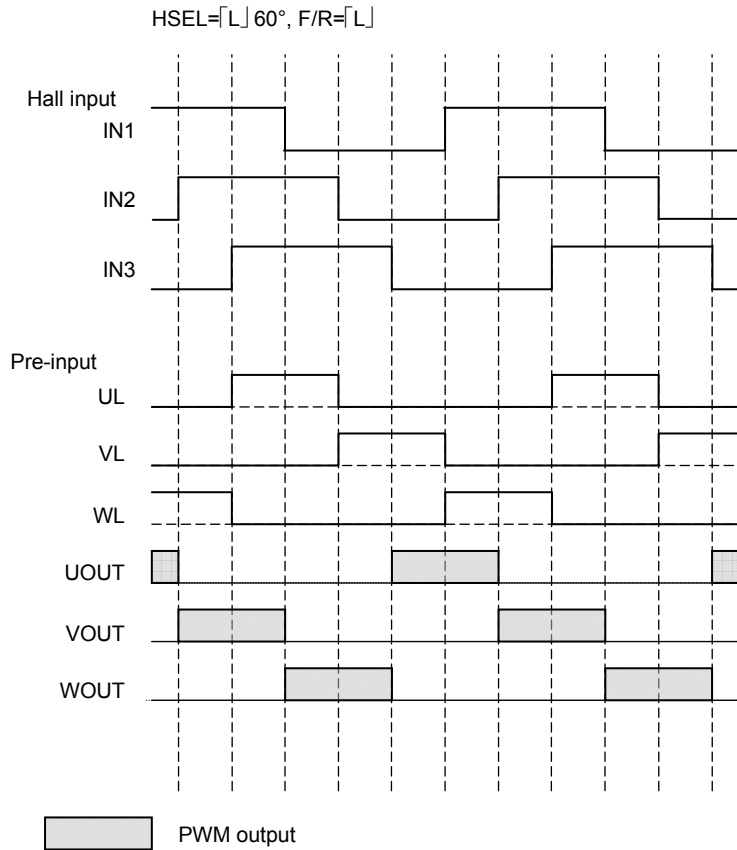 HSEL=「L」60°, F/R=「L」
Hall input
IN1
IN2
IN3
Pre-input
UL
VL
WL
UOUT
VOUT
WOUT
PWM output